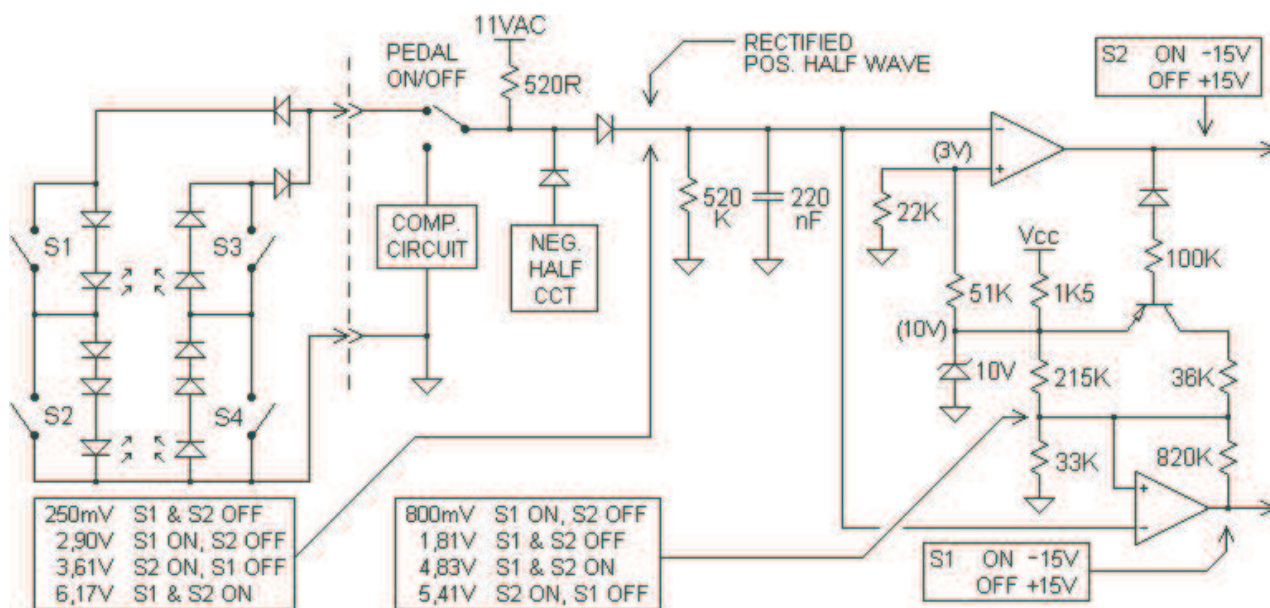 11VAC
PEDAL
ON/OFF
520R
RECTIFIED
POS. HALF WAVE
S2 ON -15V
OFF +15V
(3V)
S1
S3
COMP.
CIRCUIT
NEG.
HALF
CCT
520
K
220
nF
22K
Vcc
100K
51K
1K5
(10V)
10V
215K
36K
S2
S4
33K
820K
250mV S1 & S2 OFF
2,90V S1 ON, S2 OFF
3,61V S2 ON, S1 OFF
6,17V S1 & S2 ON
800mV S1 ON, S2 OFF
1,81V S1 & S2 OFF
4,83V S1 & S2 ON
5,41V S2 ON, S1 OFF
S1 ON -15V
OFF +15V